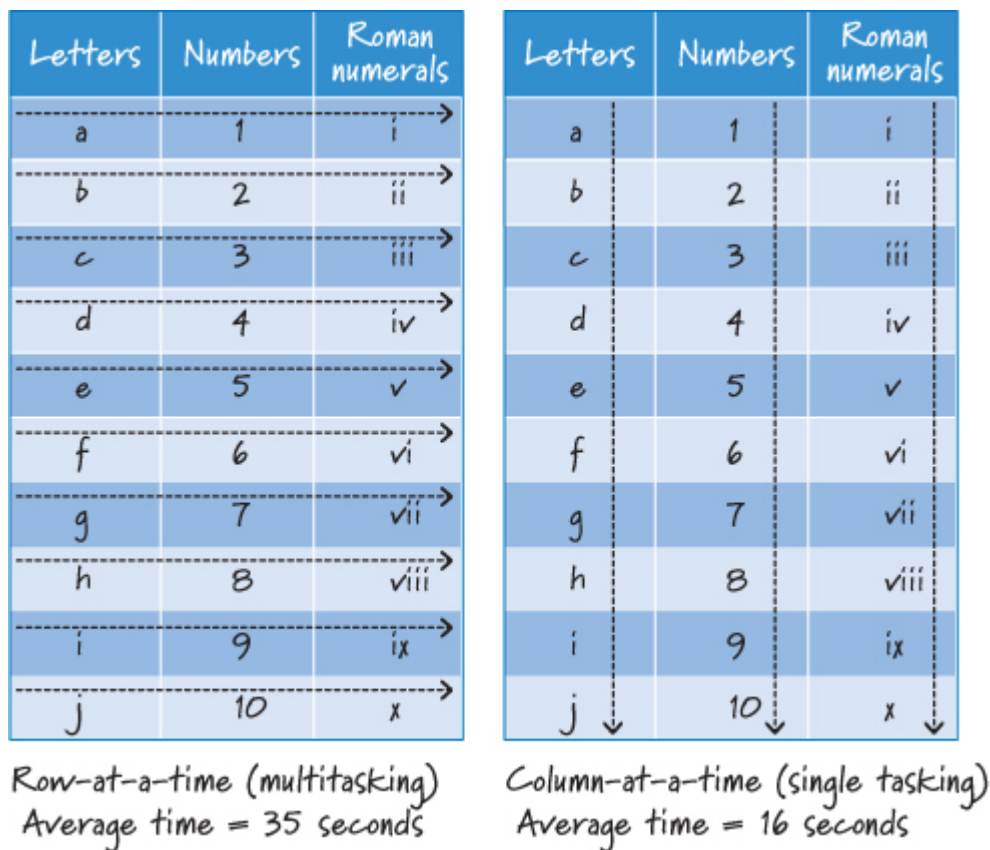 Letters Numbers Roman numerals
a 1 i
b 2 ii
c 3 iii
d 4 iv
e 5 v
f 6 vi
g 7 vii
h 8 viii
i 9 ix
j 10 x
Row-at-a-time (multitasking)
Average time = 35 seconds
Letters Numbers Roman numerals
a 1 i
b 2 ii
c 3 iii
d 4 iv
e 5 v
f 6 vi
g 7 vii
h 8 viii
i 9 ix
j 10 x
Column-at-a-time (single tasking)
Average time = 16 seconds